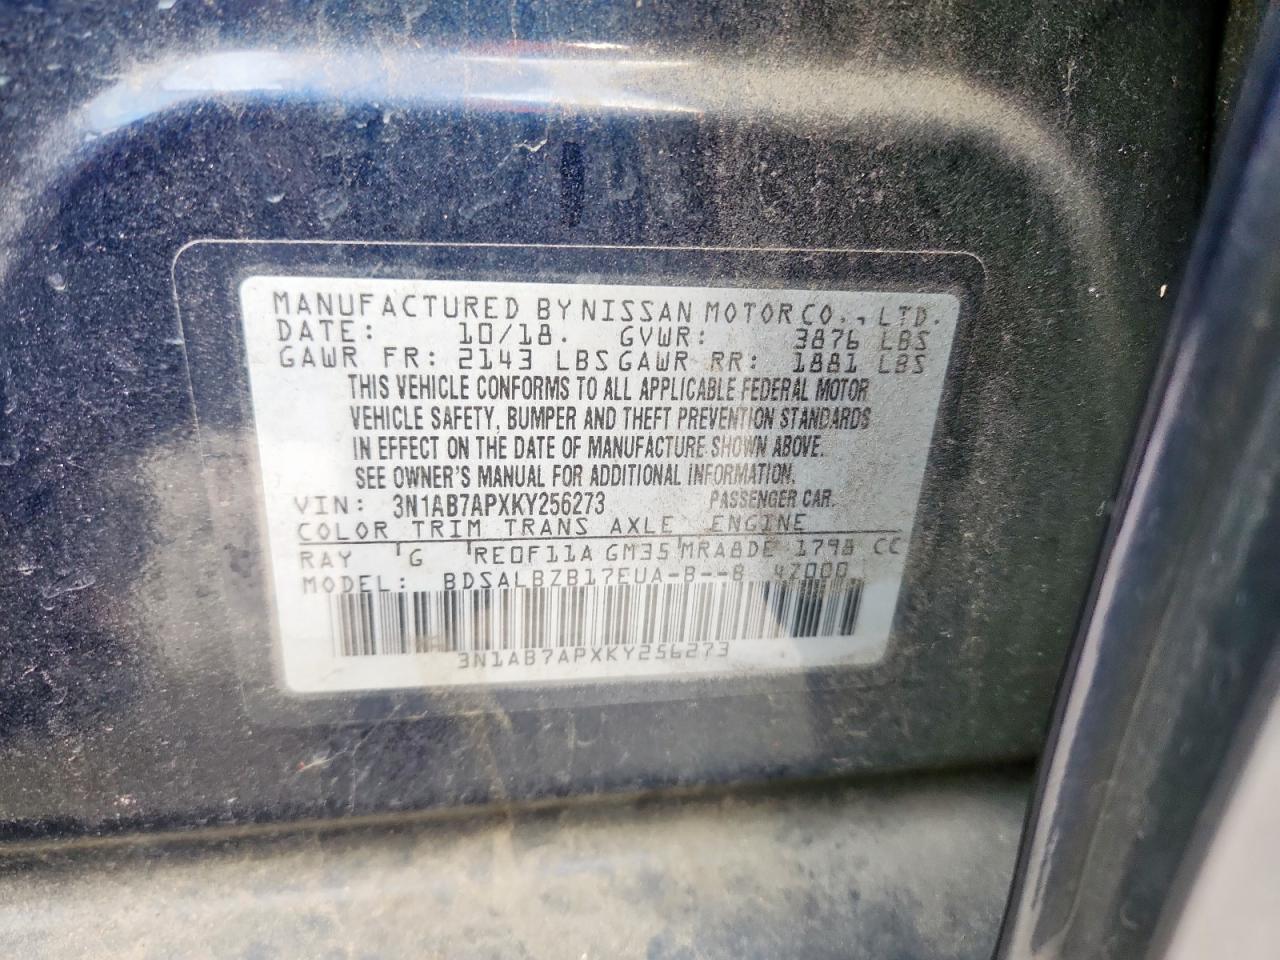 MANUFACTURED BY NISSAN MOTOR CO., LTD.
DATE: 10/18. GVWR: 3876 LBS
GAWR FR: 2143 LBS GAWR RR: 1881 LBS
THIS VEHICLE CONFORMS TO ALL APPLICABLE FEDERAL MOTOR
VEHICLE SAFETY, BUMPER AND THEFT PREVENTION STANDARDS
IN EFFECT ON THE DATE OF MANUFACTURE SHOWN ABOVE.
SEE OWNER'S MANUAL FOR ADDITIONAL INFORMATION.
VIN: 3N1AB7APXKY256273 PASSENGER CAR.
COLOR TRIM TRANS AXLE ENGINE
RAY G RE0F11A GM35 MRA8DE 1798 CC
MODEL: BDSALBZB17EUA-B--B 4Z000
3N1AB7APXKY256273